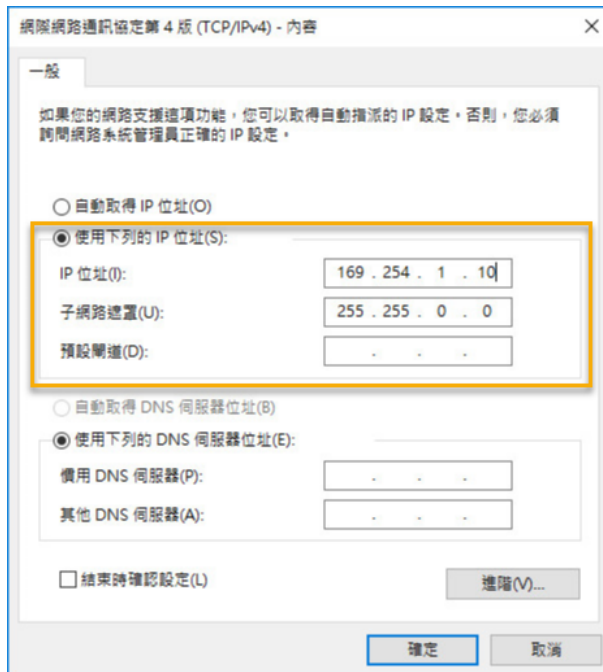 網際網路通訊協定第 4 版 (TCP/IPv4) - 內容
一般
如果您的網路支援這項功能，您可以取得自動指派的 IP 設定。否則，您必須
詢問網路系統管理員正確的 IP 設定。
自動取得 IP 位址(O)
使用下列的 IP 位址(S):
IP 位址(I): 169 . 254 . 1 . 10
子網路遮罩(U): 255 . 255 . 0 . 0
預設閘道(D): . . .
自動取得 DNS 伺服器位址(B)
使用下列的 DNS 伺服器位址(E):
慣用 DNS 伺服器(P): . . .
其他 DNS 伺服器(A): . . .
結束時確認設定(L)
進階(V)...
確定 取消